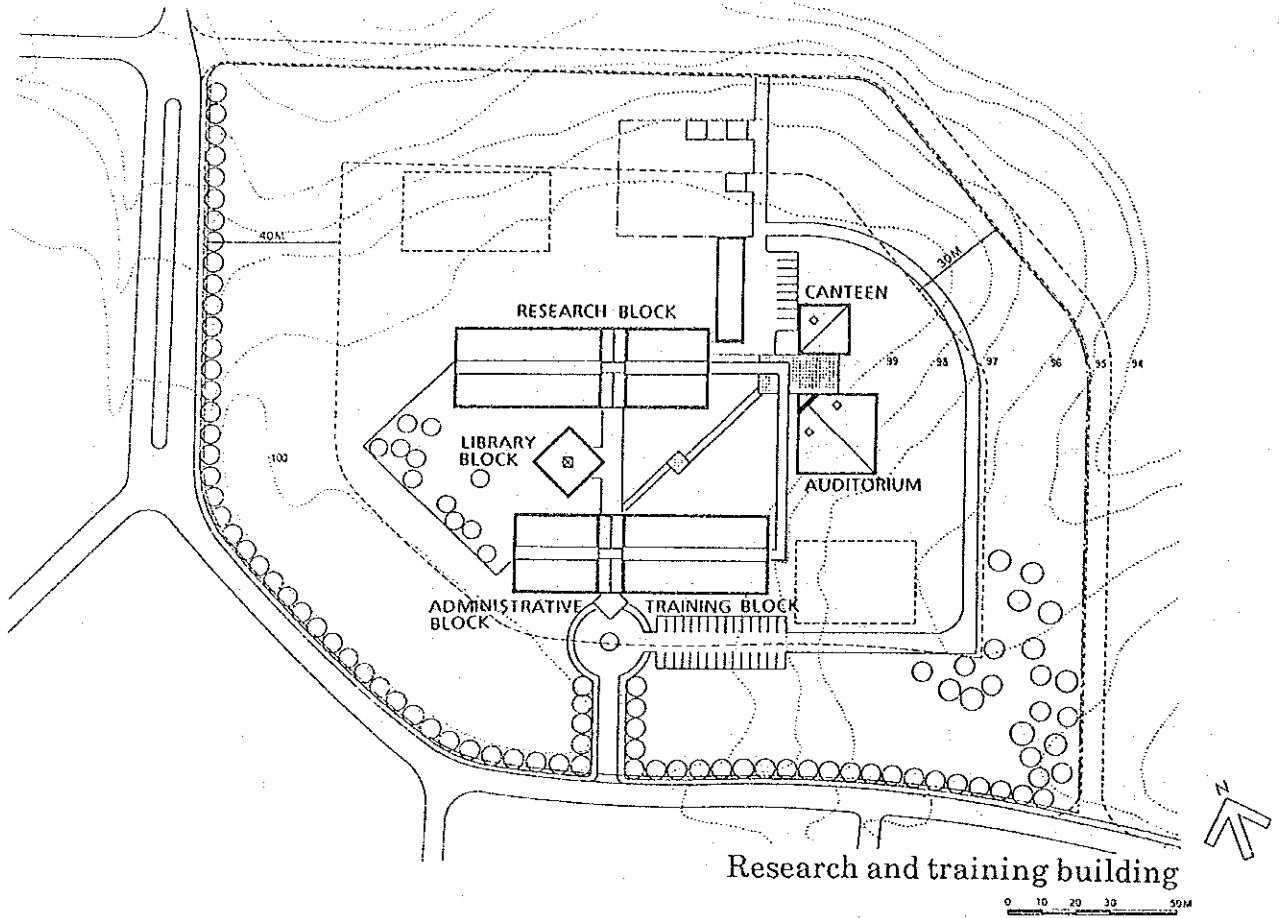 40M
30M
CANTEEN
RESEARCH BLOCK
99 98 97 96 95 94
LIBRARY
BLOCK
100
AUDITORIUM
ADMINISTRATIVE
BLOCK
TRAINING BLOCK
N
Research and training building
0 10 20 30 50M